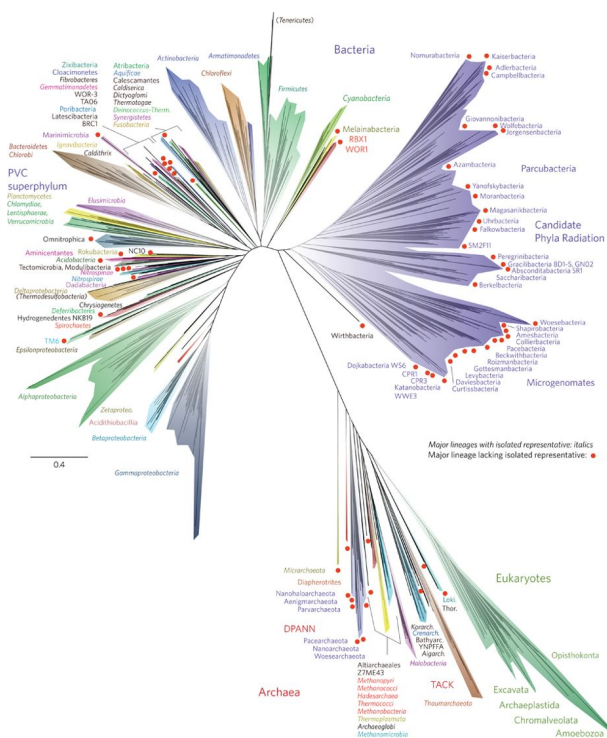 (Tenericutes)
Bacteria
Zixibacteria
Cloacimonetes
Fibrobacteres
Gemmatimonadetes
WOR-3
TA06
Poribacteria
Latescibacteria
BRC1
Atribacteria
Aquificae
Calescamantes
Caldiserica
Dictyoglomi
Thermotogae
Deinococcus-Therm.
Synergistetes
Fusobacteria
Actinobacteria
Armatimonadetes
Chloroflexi
Firmicutes
Cyanobacteria
Melainabacteria
RBX1
WOR1
Marinimicrobia
Bacteroidetes
Chlorobi
Ignavibacteria
Caldithrix
PVC
superphylum
Planctomycetes
Chlamydiae,
Lentisphaerae,
Verrucomicrobia
Elusimicrobia
Omnitrophica
Aminicentantes
Rokubacteria
NC10
Acidobacteria
Tectomicrobia, Modulibacteria
Nitrospinae
Nitrospirae
Dadabacteria
Deltaproteobacteria
(Thermodesulfobacteria)
Chrysiogenetes
Deferribacteres
Hydrogenedentes NKB19
Spirochaetes
TM6
Epsilonproteobacteria
Alphaproteobacteria
Zetaproteo.
Acidithiobacillia
Betaproteobacteria
Gammaproteobacteria
0.4
Nomurabacteria
Kaiserbacteria
Adlerbacteria
Campbellbacteria
Giovannonibacteria
Wolfebacteria
Jorgensenbacteria
Azambacteria
Parcubacteria
Yanofskybacteria
Moranbacteria
Magasanikbacteria
Uhrbacteria
Falkowbacteria
Candidate
Phyla Radiation
SM2F11
Peregrinibacteria
Gracilibacteria BD1-5, GN02
Absconditabacteria SR1
Saccharibacteria
Berkelbacteria
Woesebacteria
Shapirobacteria
Amesbacteria
Collierbacteria
Pacebacteria
Beckwithbacteria
Roizmanbacteria
Gottesmanbacteria
Levybacteria
Daviesbacteria
Curtissbacteria
Microgenomates
Wirthbacteria
Dojkabacteria WS6
CPR1
CPR3
Katanobacteria
WWE3
Major lineages with isolated representative: italics
Major lineage lacking isolated representative:
Micrarchaeota
Diapherotrites
Nanohaloarchaeota
Aenigmarchaeota
Parvarchaeota
DPANN
Pacearchaeota
Nanoarchaeota
Woesearchaeota
Archaea
Altiarchaeales
Z7ME43
Methanopyri
Methanococci
Hadesarchaea
Thermococci
Methanobacteria
Thermoplasmata
Archaeoglobi
Methanomicrobia
Halobacteria
Korarch.
Crenarch.
Bathyarc.
YNPFFA
Aigarch.
Loki.
Thor.
TACK
Thaumarchaeota
Eukaryotes
Opisthokonta
Excavata
Archaeplastida
Chromalveolata
Amoebozoa